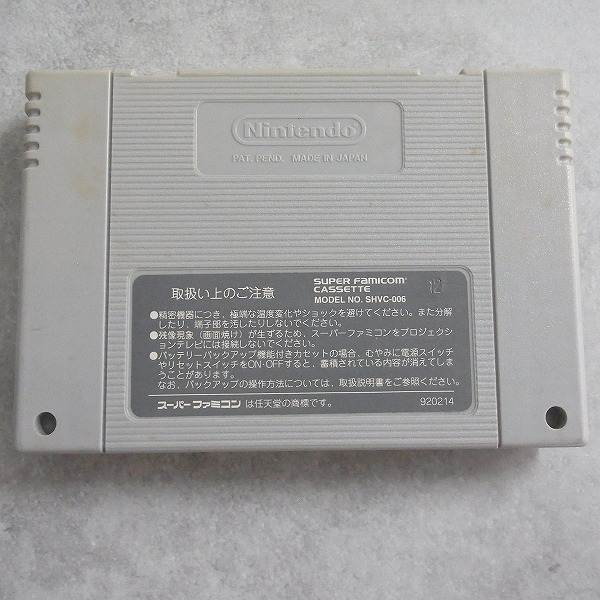 Nintendo
PAT. PEND. MADE IN JAPAN
取扱い上のご注意
SUPER FAMICOM
CASSETTE
MODEL NO. SHVC-006
12
●精密機器につき、極端な温度変化やショックを避けてください。また分解
したり、端子部を汚したりしないでください。
●残像現象（画面焼け）が生ずるため、スーパーファミコンをプロジェクシ
ョンテレビには接続しないでください。
●バッテリーバックアップ機能付きカセットの場合、むやみに電源スイッチ
やリセットスイッチをON・OFFすると、蓄積されている内容が消えてしま
うことがあります。
なお、バックアップの操作方法については、取扱説明書をご参照ください。
スーパーファミコン は任天堂の商標です。
920214